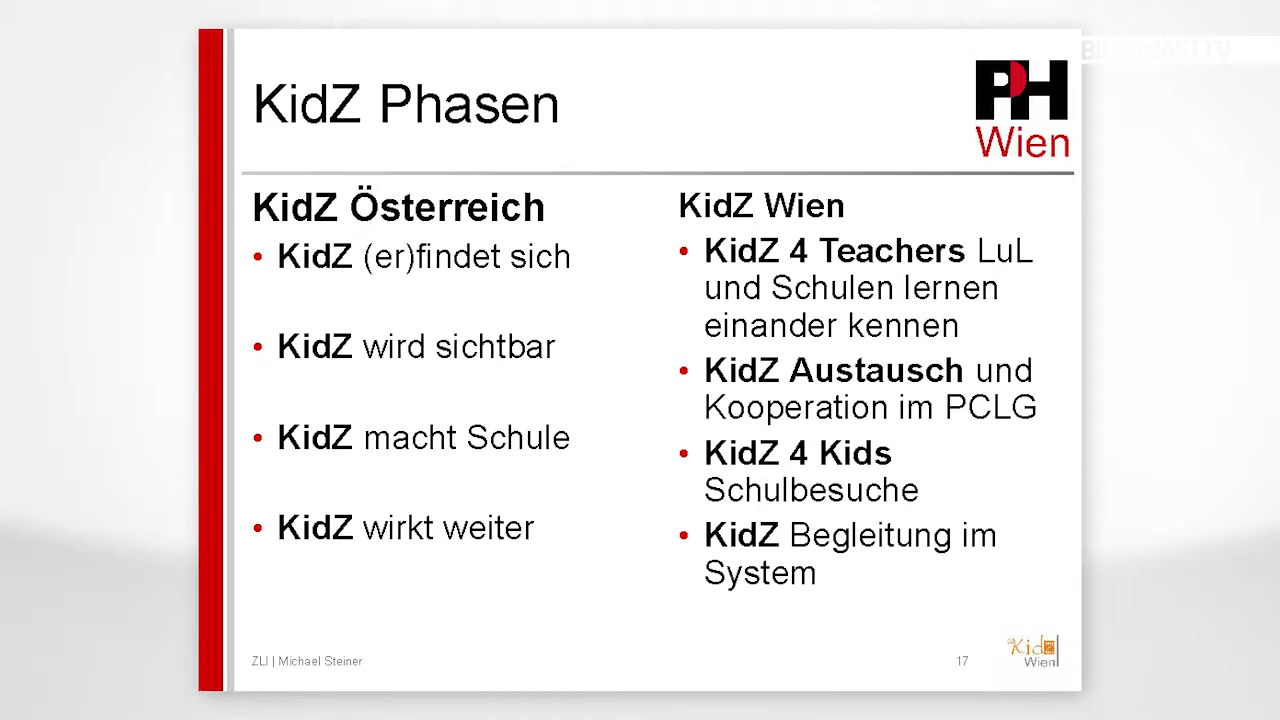 KidZ Phasen
PH
Wien
KidZ Österreich
• KidZ (er)findet sich
• KidZ wird sichtbar
• KidZ macht Schule
• KidZ wirkt weiter
KidZ Wien
• KidZ 4 Teachers LuL
und Schulen lernen
einander kennen
• KidZ Austausch und
Kooperation im PCLG
• KidZ 4 Kids
Schulbesuche
• KidZ Begleitung im
System
ZLI | Michael Steiner
17
KidZ
Wien